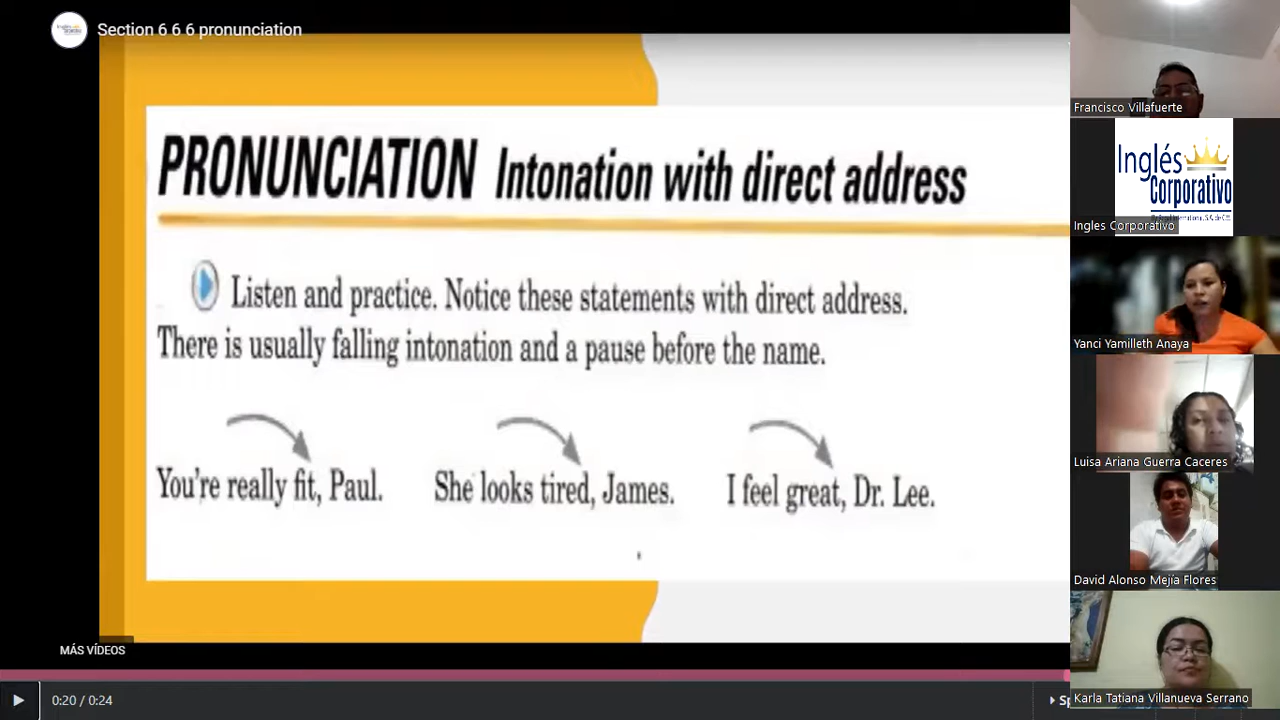 Section 6 6 6 pronunciation
PRONUNCIATION Intonation with direct address
Listen and practice. Notice these statements with direct address.
There is usually falling intonation and a pause before the name.
You're really fit, Paul. She looks tired, James. I feel great, Dr. Lee.
MÁS VÍDEOS
0:20 / 0:24
Francisco Villafuerte
Inglés
Corporativo
Ingles Corporativo
Yanci Yamilleth Anaya
Luisa Ariana Guerra Caceres
David Alonso Mejía Flores
Karla Tatiana Villanueva Serrano